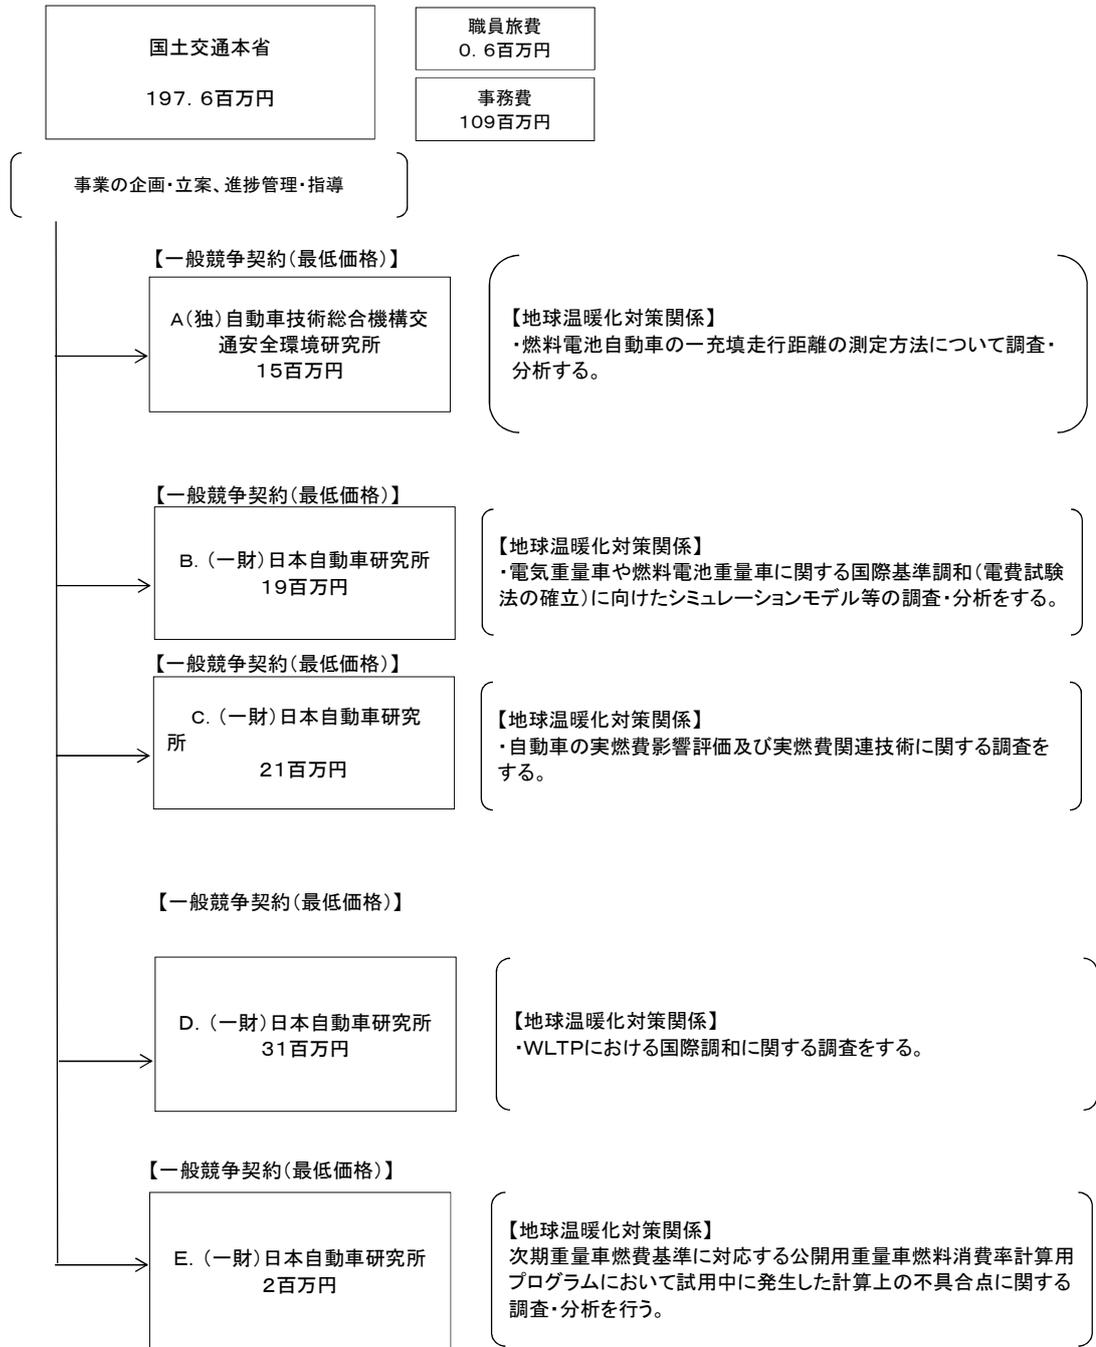 国土交通本省
197．6百万円
職員旅費
0．6百万円
事務費
109百万円
事業の企画・立案、進捗管理・指導
【一般競争契約（最低価格）】
A（独）自動車技術総合機構交
通安全環境研究所
15百万円
【地球温暖化対策関係】
・燃料電池自動車の一充填走行距離の測定方法について調査・
分析する。
【一般競争契約（最低価格）】
B．（一財）日本自動車研究所
19百万円
【地球温暖化対策関係】
・電気重量車や燃料電池重量車に関する国際基準調和（電費試験
法の確立）に向けたシミュレーションモデル等の調査・分析をする。
【一般競争契約（最低価格）】
C．（一財）日本自動車研究
所
21百万円
【地球温暖化対策関係】
・自動車の実燃費影響評価及び実燃費関連技術に関する調査を
する。
【一般競争契約（最低価格）】
D．（一財）日本自動車研究所
31百万円
【地球温暖化対策関係】
・WLTPにおける国際調和に関する調査をする。
【一般競争契約（最低価格）】
E．（一財）日本自動車研究所
2百万円
【地球温暖化対策関係】
次期重量車燃費基準に対応する公開用重量車燃料消費率計算用
プログラムにおいて試用中に発生した計算上の不具合点に関する
調査・分析を行う。